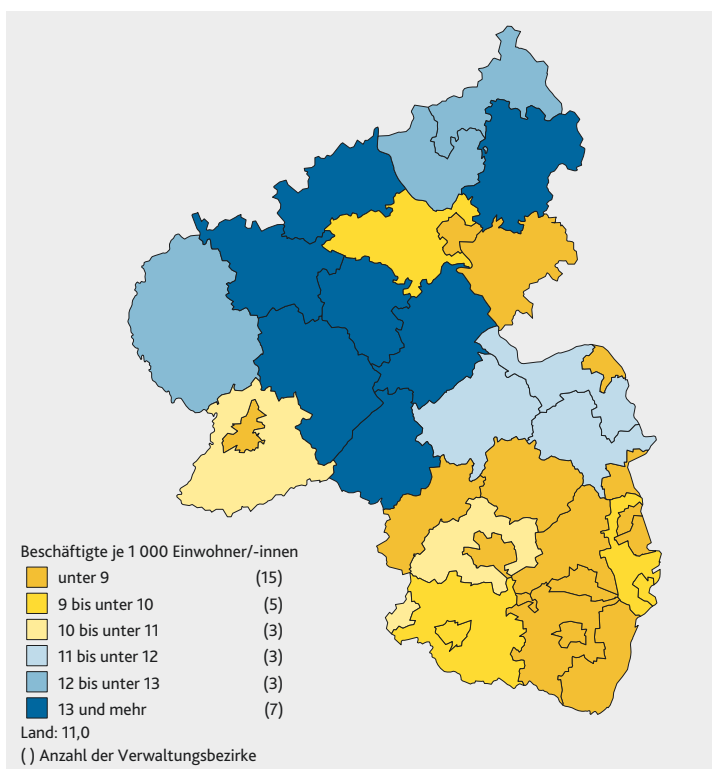 Beschäftigte je 1 000 Einwohner/-innen
unter 9 (15)
9 bis unter 10 (5)
10 bis unter 11 (3)
11 bis unter 12 (3)
12 bis unter 13 (3)
13 und mehr (7)
Land: 11,0
( ) Anzahl der Verwaltungsbezirke